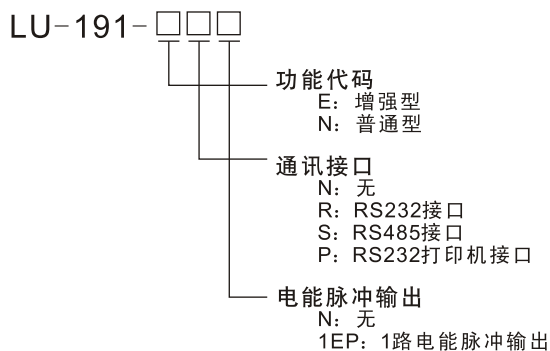 LU-191-□□□
功能代码
E：增强型
N：普通型
通讯接口
N：无
R：RS232接口
S：RS485接口
P：RS232打印机接口
电能脉冲输出
N：无
1EP：1路电能脉冲输出